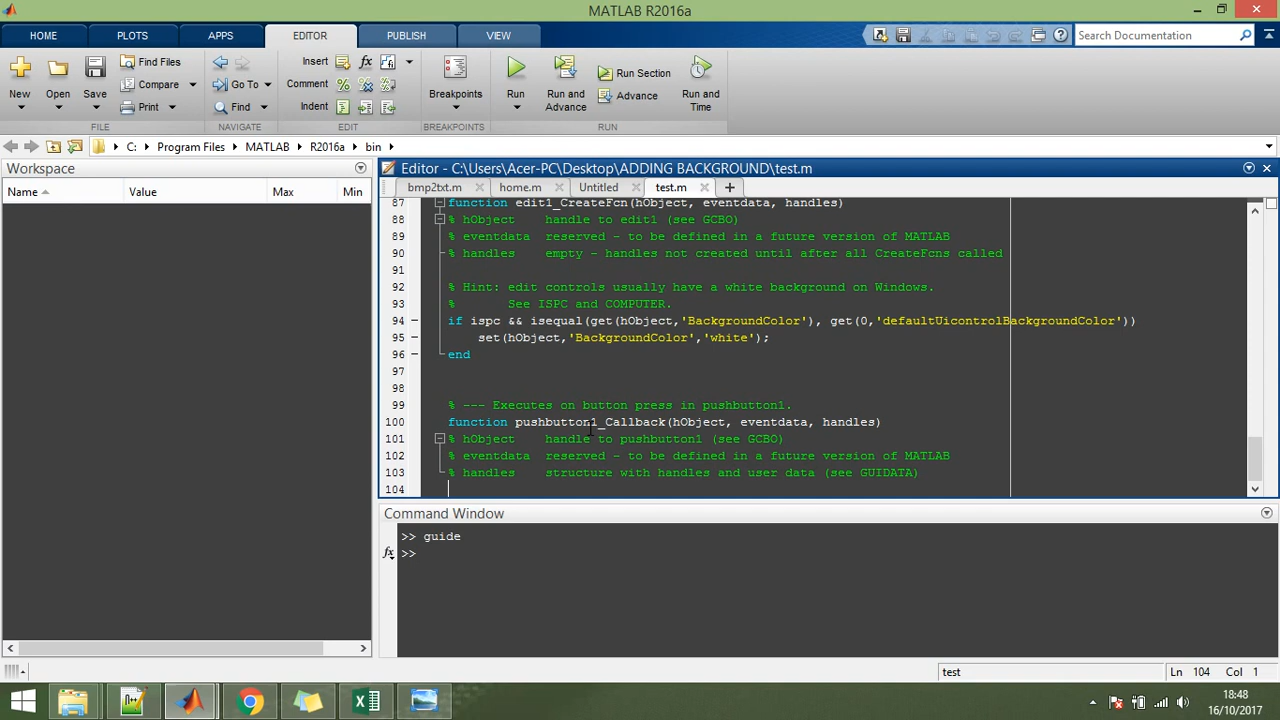 MATLAB R2016a
HOME PLOTS APPS EDITOR PUBLISH VIEW Search Documentation
New Open Save Find Files Compare Print
FILE
Go To Find
NAVIGATE
Insert fx
Comment %
Indent
EDIT
Breakpoints
BREAKPOINTS
Run Run and Advance Run Section Advance Run and Time
RUN
C: Program Files MATLAB R2016a bin
Workspace
Name Value Max Min
Editor - C:\Users\Acer-PC\Desktop\ADDING BACKGROUND\test.m
bmp2txt.m home.m Untitled test.m
87 function edit1_CreateFcn(hObject, eventdata, handles)
88 % hObject    handle to edit1 (see GCBO)
89 % eventdata  reserved - to be defined in a future version of MATLAB
90 % handles    empty - handles not created until after all CreateFcns called
91
92 % Hint: edit controls usually have a white background on Windows.
93 %       See ISPC and COMPUTER.
94 if ispc && isequal(get(hObject,'BackgroundColor'), get(0,'defaultUicontrolBackgroundColor'))
95     set(hObject,'BackgroundColor','white');
96 end
97
98
99 % --- Executes on button press in pushbutton1.
100 function pushbutton1_Callback(hObject, eventdata, handles)
101 % hObject    handle to pushbutton1 (see GCBO)
102 % eventdata  reserved - to be defined in a future version of MATLAB
103 % handles    structure with handles and user data (see GUIDATA)
104
Command Window
>> guide
fx >>
test Ln 104 Col 1
18:48
16/10/2017